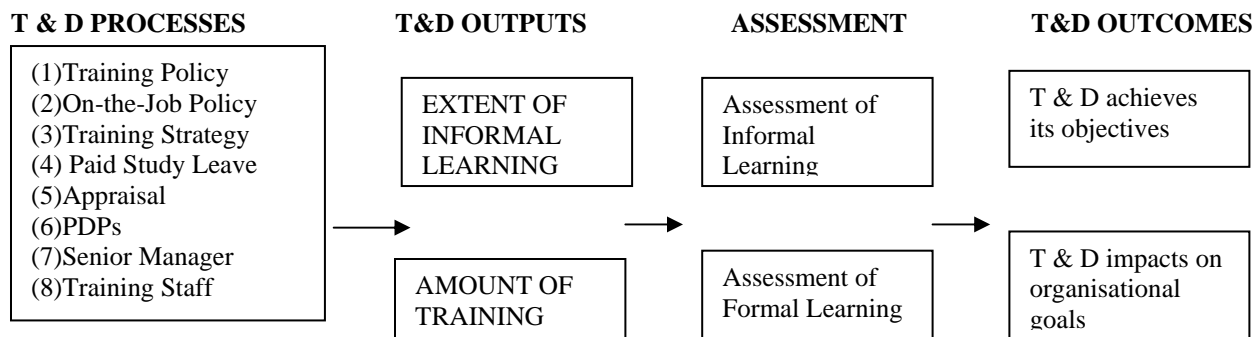 T & D PROCESSES
T&D OUTPUTS
ASSESSMENT
T&D OUTCOMES
(1)Training Policy
(2)On-the-Job Policy
(3)Training Strategy
(4) Paid Study Leave
(5)Appraisal
(6)PDPs
(7)Senior Manager
(8)Training Staff
EXTENT OF
INFORMAL
LEARNING
AMOUNT OF
TRAINING
Assessment of
Informal
Learning
Assessment of
Formal Learning
T & D achieves
its objectives
T & D impacts on
organisational
goals